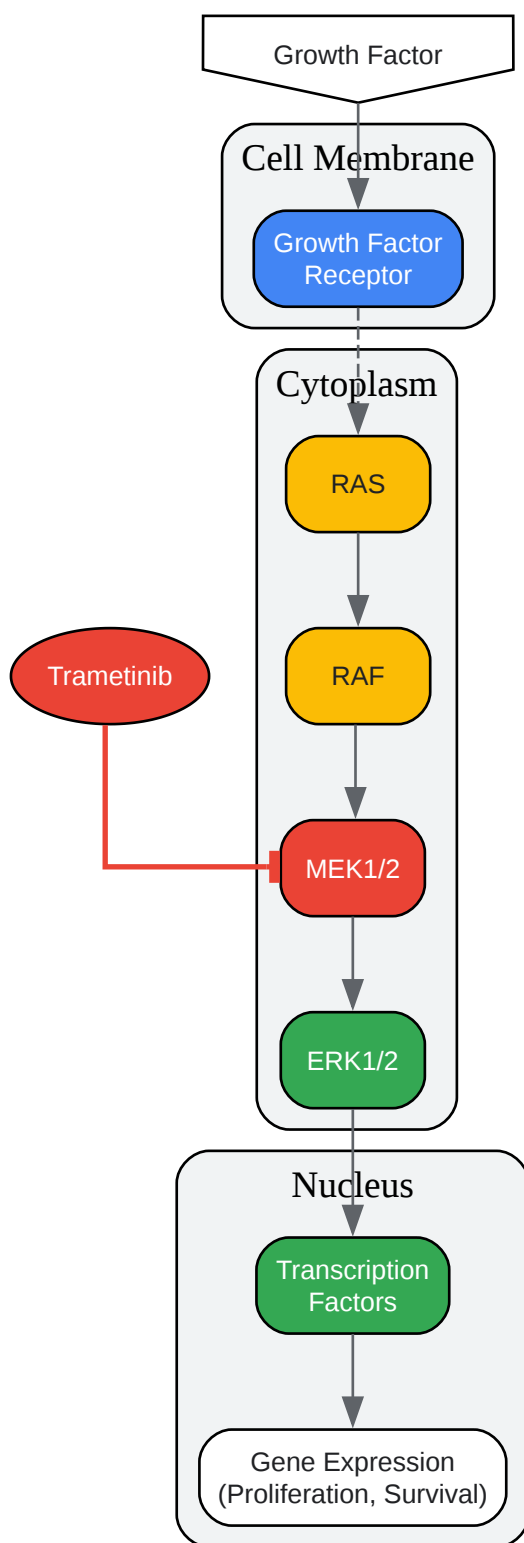 Growth Factor
Cell Membrane
Growth Factor
Receptor
Cytoplasm
RAS
Trametinib
RAF
MEK1/2
ERK1/2
Nucleus
Transcription
Factors
Gene Expression
(Proliferation, Survival)